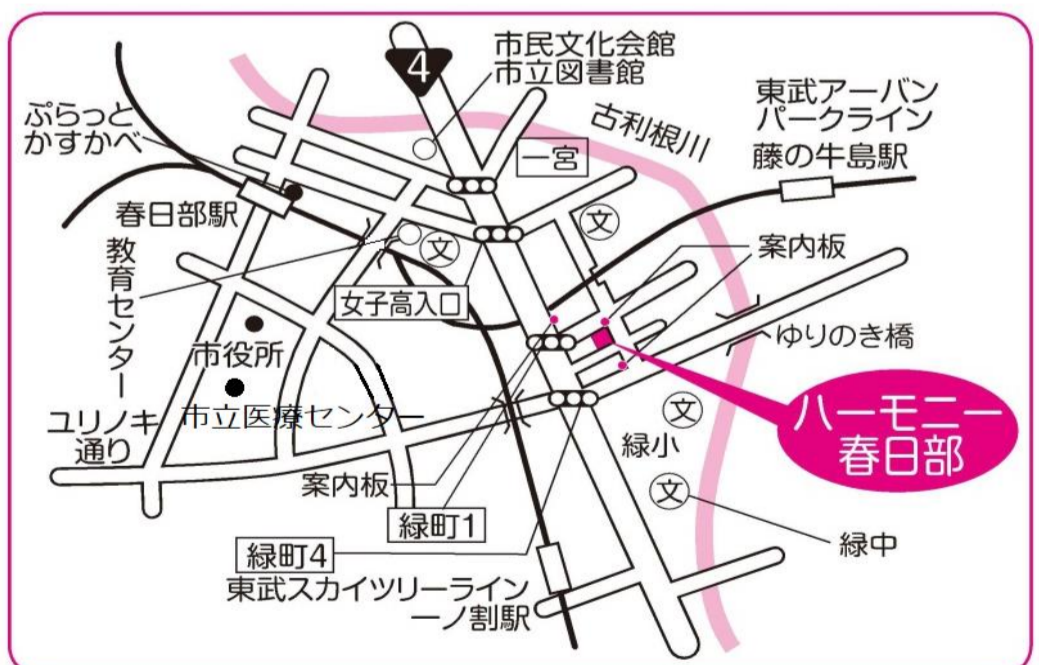 4
市民文化会館
市立図書館
ぷらっと
かすかべ
古利根川
東武アーバン
パークライン
藤の牛島駅
一宮
春日部駅
文
文
案内板
教育センター
女子高入口
市役所
ゆりのき橋
市立医療センター
ユリノキ
通り
ハーモニー
春日部
文
緑小
案内板
文
緑町1
緑中
緑町4
東武スカイツリーライン
一ノ割駅